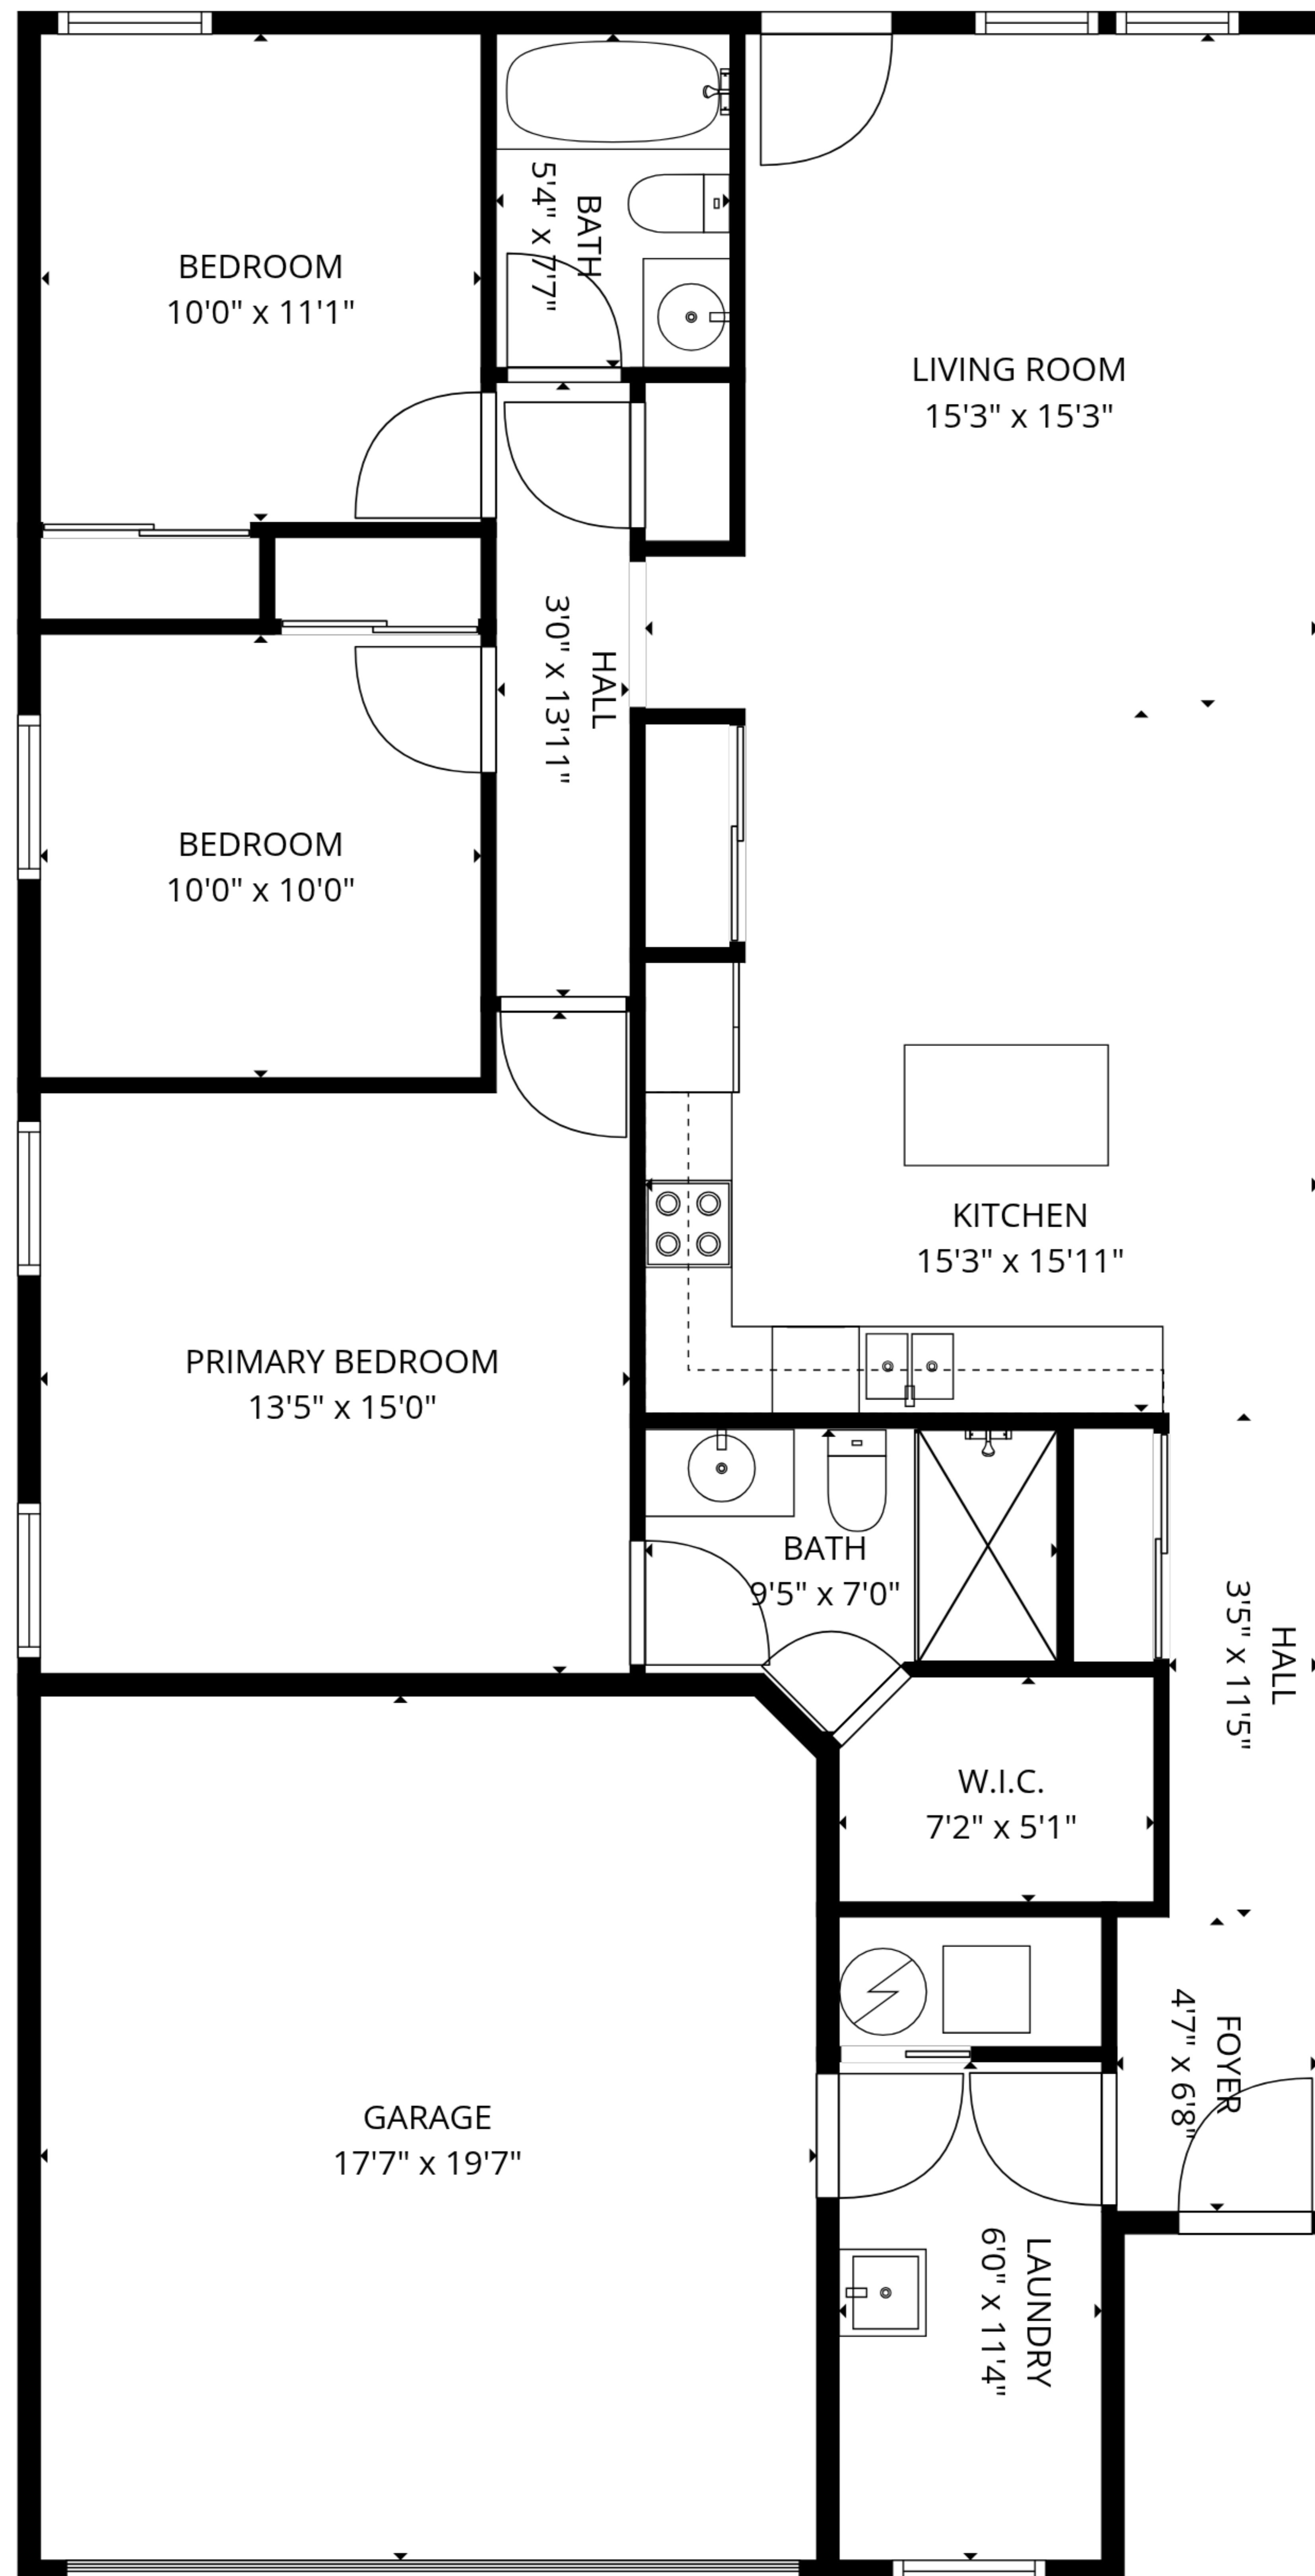 BEDROOM
10'0" x 11'1"
BATH
5'4" x 7'7"
LIVING ROOM
15'3" x 15'3"
HALL
3'0" x 13'11"
BEDROOM
10'0" x 10'0"
KITCHEN
15'3" x 15'11"
PRIMARY BEDROOM
13'5" x 15'0"
BATH
9'5" x 7'0"
HALL
3'5" x 11'5"
W.I.C.
7'2" x 5'1"
FOYER
4'7" x 6'8"
GARAGE
17'7" x 19'7"
LAUNDRY
6'0" x 11'4"